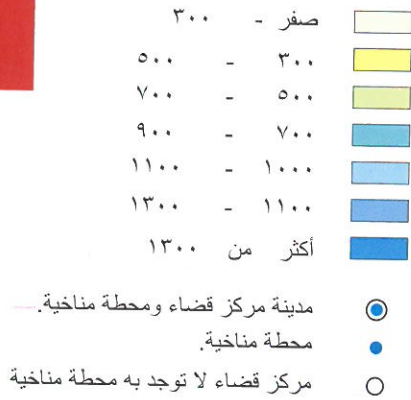 صفر - ٣٠٠
٣٠٠ - ٥٠٠
٥٠٠ - ٧٠٠
٧٠٠ - ٩٠٠
١٠٠٠ - ١١٠٠
١١٠٠ - ١٣٠٠
أكثر من ١٣٠٠
مدينة مركز قضاء ومحطة مناخية.
محطة مناخية.
مركز قضاء لا توجد به محطة مناخية